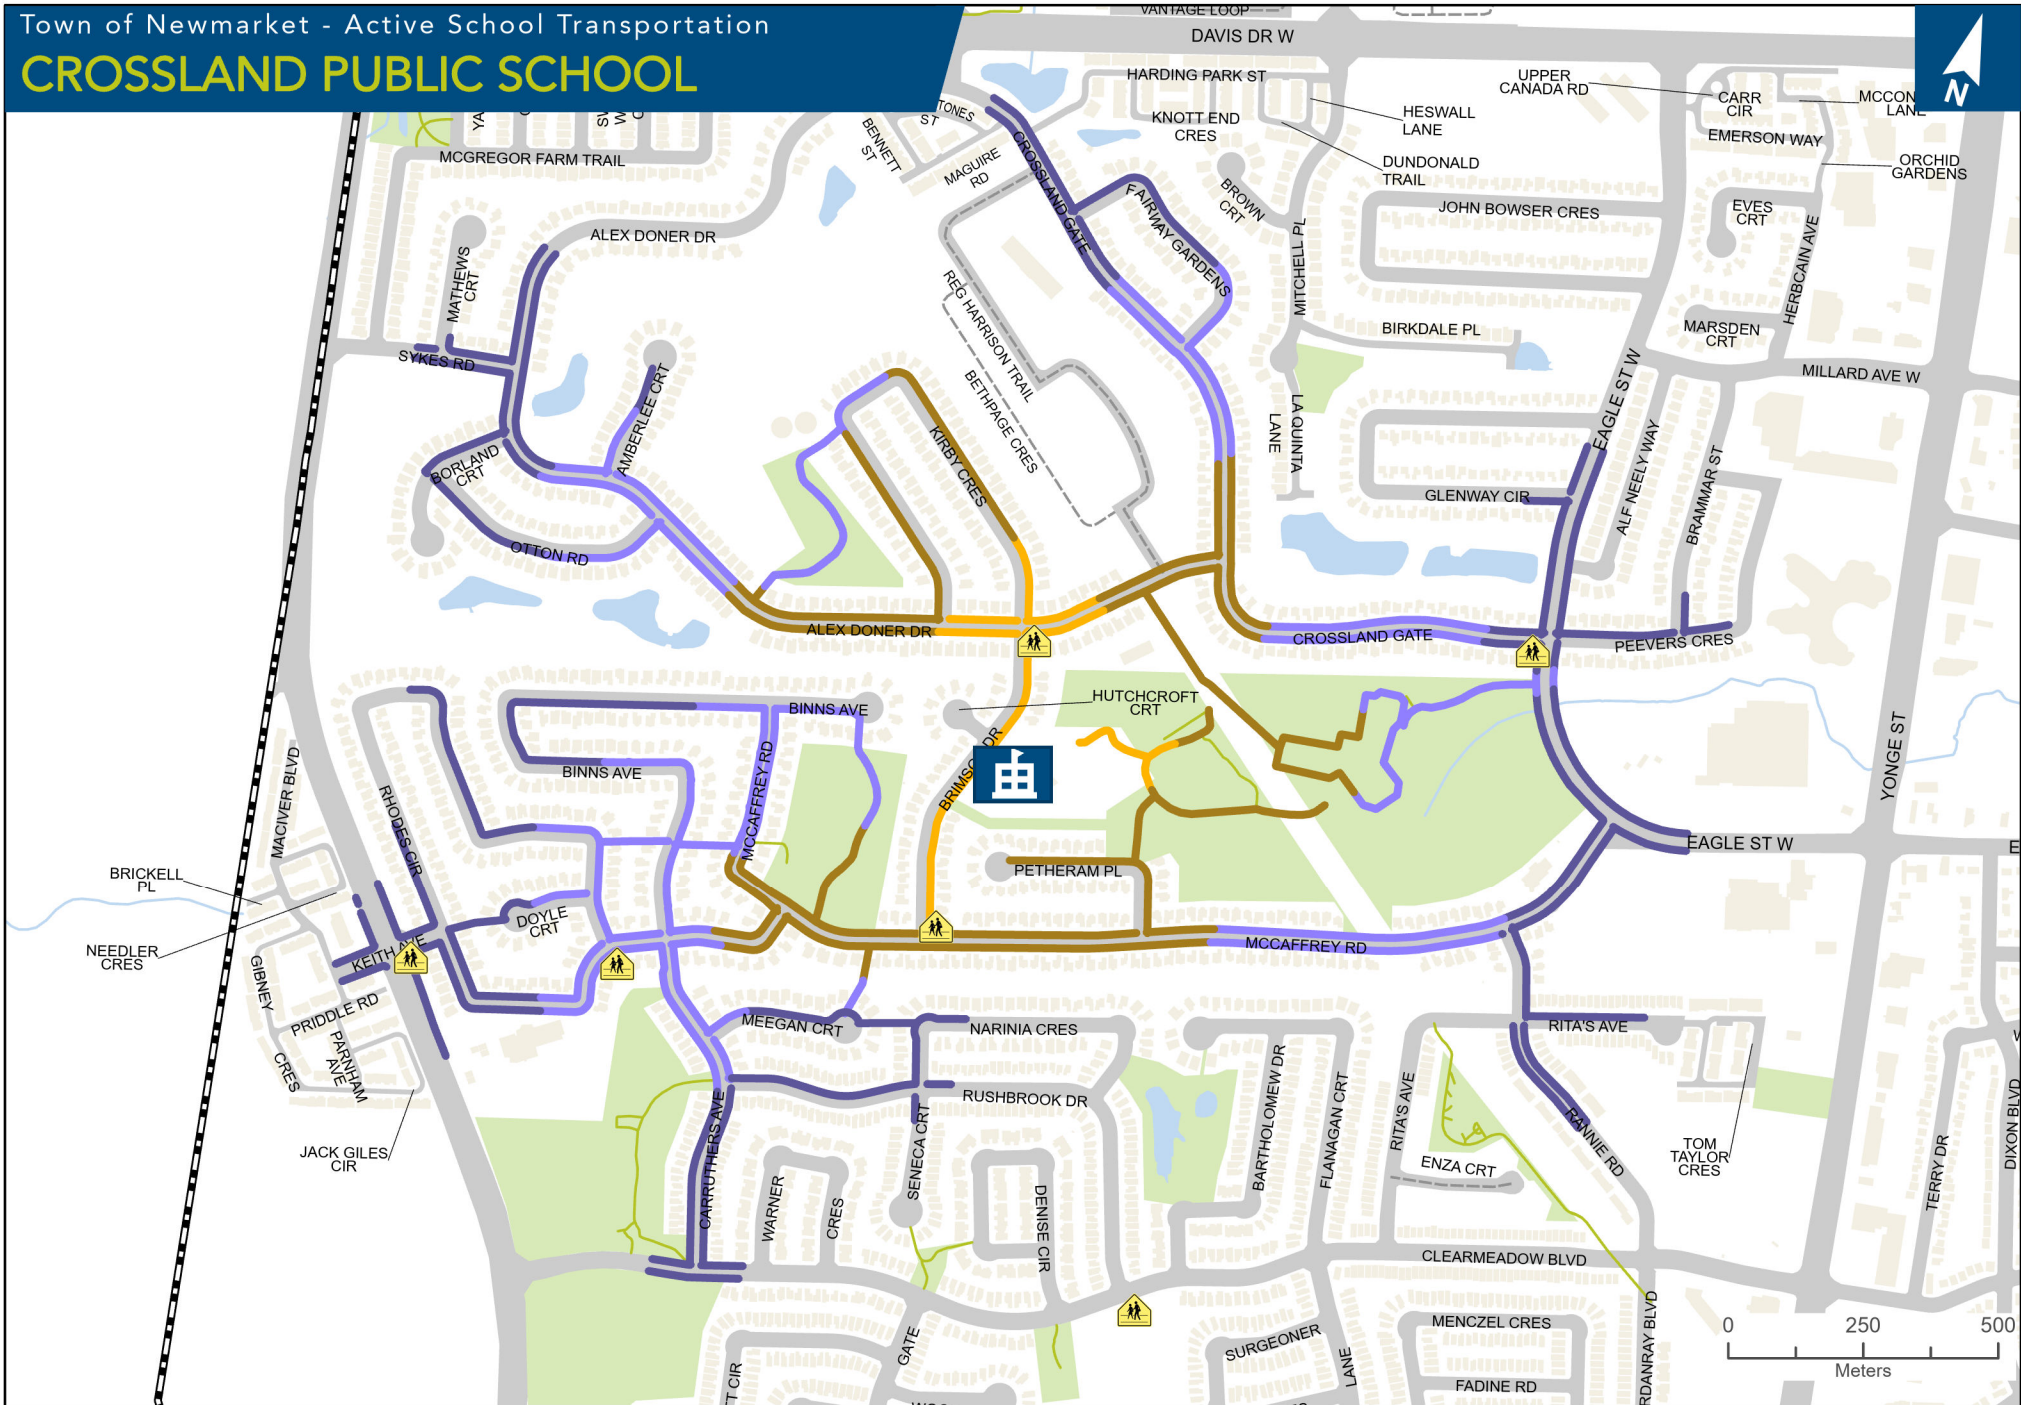 Town of Newmarket - Active School Transportation
CROSSLAND PUBLIC SCHOOL
N
VANTAGE LOOP
DAVIS DR W
HARDING PARK ST
KNOTT END
CRES
HESWALL
LANE
DUNDONALD
TRAIL
UPPER
CANADA RD
CARR
CIR
LANE
EMERSON WAY
ORCHID
GARDENS
BENNETT
ST
ST
MAGUIRE
RD
CROSSLAND GATE
FAIRWAY GARDENS
BROWN
CRT
MITCHELL PL
JOHN BOWSER CRES
EVES
CRT
HERBCAIN AVE
MCGREGOR FARM TRAIL
ALEX DONER DR
MATHEWS
CRT
SYKES RD
REG HARRISON TRAIL
BETHPAGE CRES
BIRKDALE PL
MARSDEN
CRT
MILLARD AVE W
EAGLE ST W
AMBERLEE CRT
BORLAND
CRT
KIRBY CRES
LA QUINTA
LANE
GLENWAY CIR
ALF NEELY WAY
BRAMMAR ST
OTTON RD
ALEX DONER DR
CROSSLAND GATE
PEEVERS CRES
HUTCHCROFT
CRT
BINNS AVE
BINNS AVE
MCCAFFREY RD
YONGE ST
MACIVER BLVD
RHODES CIR
EAGLE ST W
BRICKELL
PL
PETHERAM PL
DOYLE
CRT
NEEDLER
CRES
KEITH AVE
MCCAFFREY RD
GIBNEY
CRES
PRIDDLE RD
PARNHAM
AVE
MEEGAN CRT
NARINIA CRES
RITA'S AVE
RUSHBROOK DR
CARRUTHERS AVE
SENECA CRT
BARTHOLOMEW DR
FLANAGAN CRT
RITA'S AVE
RANNIE RD
JACK GILES
CIR
TOM
TAYLOR
CRES
ENZA CRT
TERRY DR
DIXON BLVD
WARNER
CRES
DENISE CIR
CLEARMEADOW BLVD
MENCZEL CRES
SURGEONER
LANE
GATE
FADINE RD
0 250 500
Meters